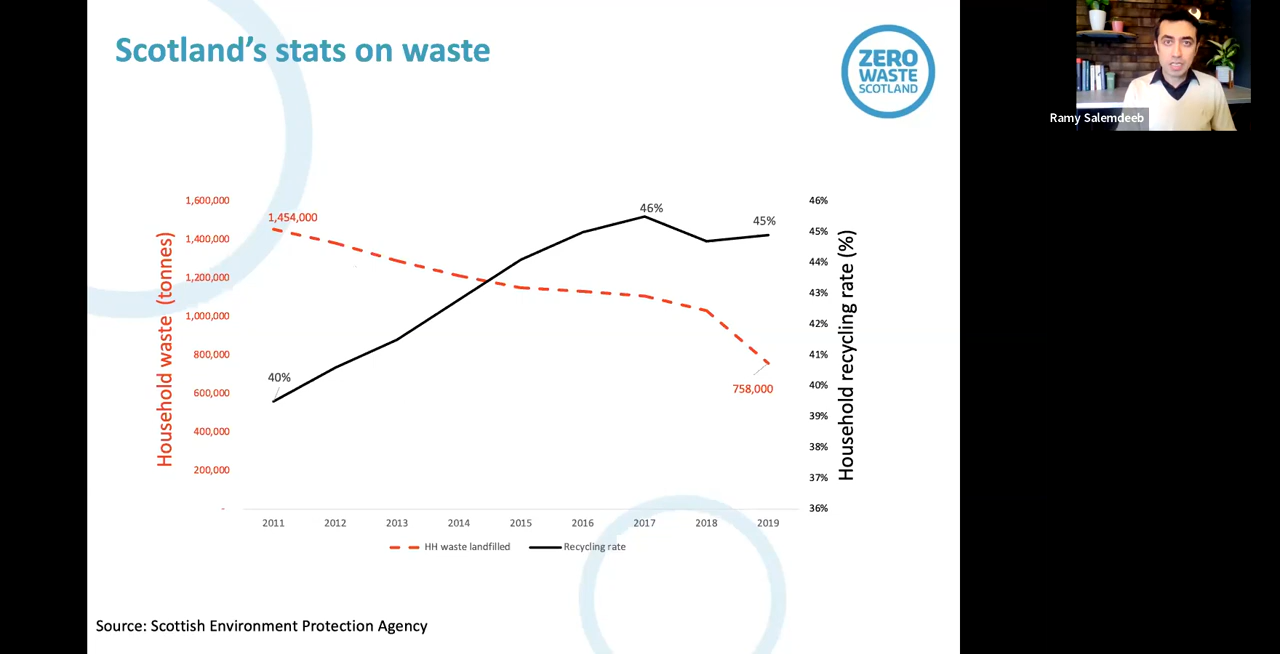 Scotland's stats on waste
ZERO
WASTE
SCOTLAND
Ramy Salemdeeb
Household waste (tonnes)
1,600,000
1,400,000
1,200,000
1,000,000
800,000
600,000
400,000
200,000
-
1,454,000
40%
46%
45%
758,000
46%
45%
44%
43%
42%
41%
40%
39%
38%
37%
36%
Household recycling rate (%)
2011 2012 2013 2014 2015 2016 2017 2018 2019
HH waste landfilled Recycling rate
Source: Scottish Environment Protection Agency